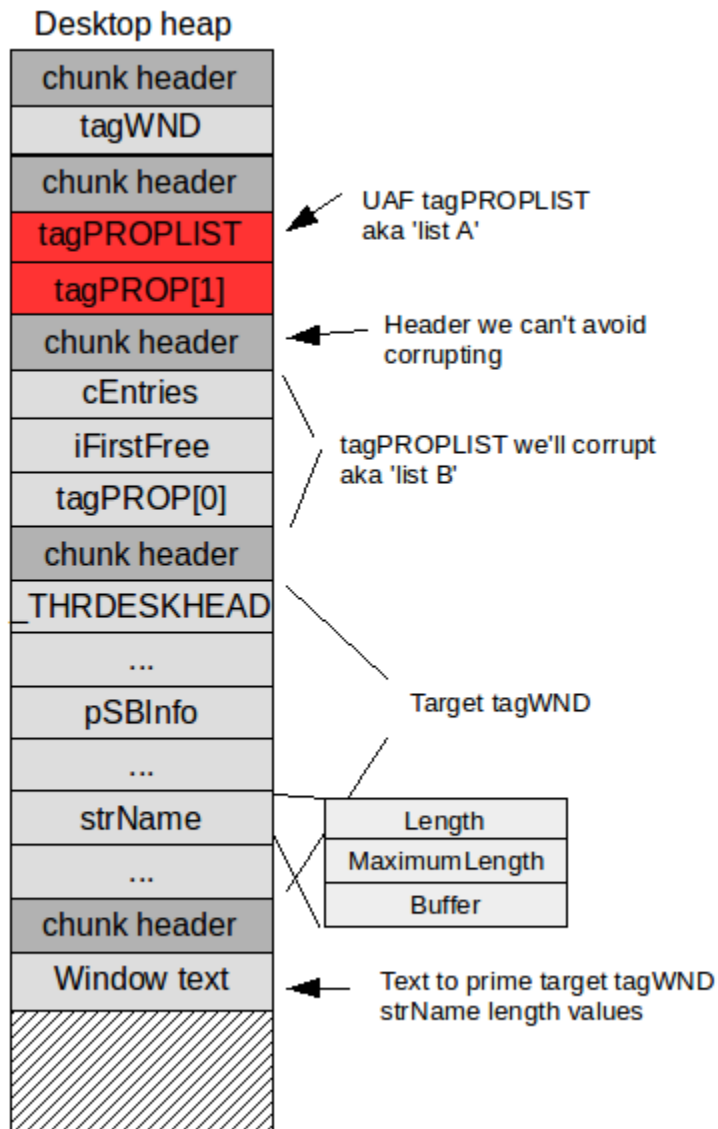 Desktop heap
chunk header
tagWND
chunk header
tagPROPLIST
UAF tagPROPLIST
aka 'list A'
tagPROP[1]
chunk header
Header we can't avoid
corrupting
cEntries
iFirstFree
tagPROPLIST we'll corrupt
aka 'list B'
tagPROP[0]
chunk header
_THRDESKHEAD
...
pSBInfo
Target tagWND
...
strName
Length
MaximumLength
Buffer
...
chunk header
Window text
Text to prime target tagWND
strName length values